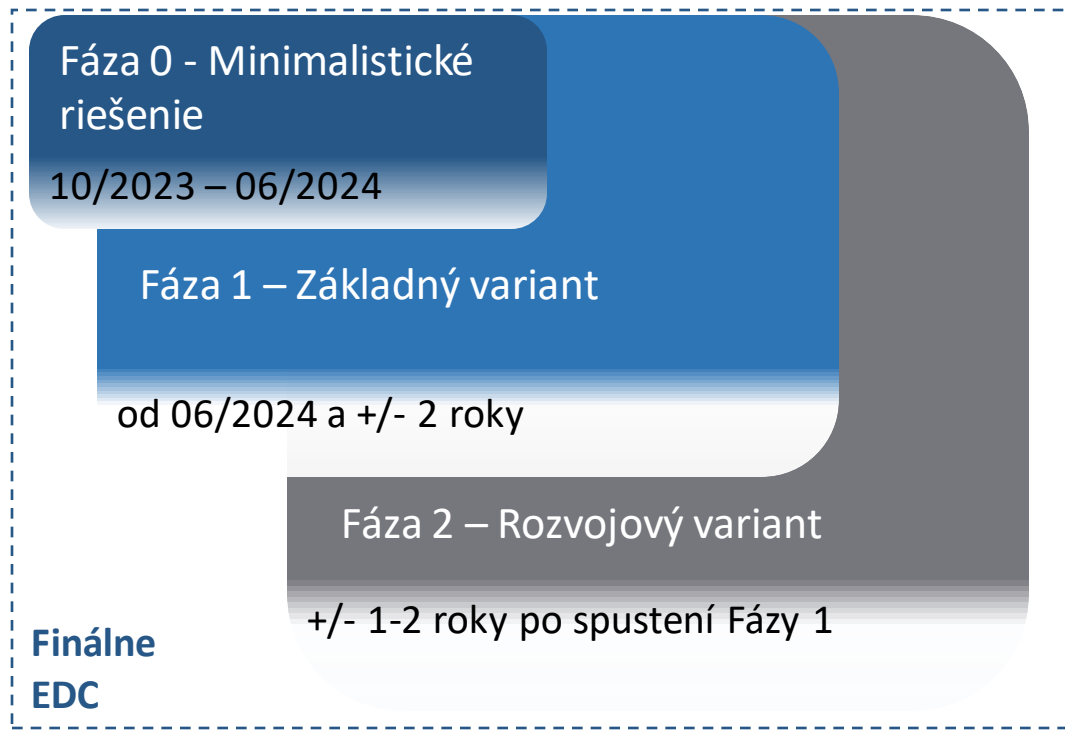 Fáza 0 - Minimalistické
riešenie
10/2023 – 06/2024
Fáza 1 – Základný variant
od 06/2024 a +/- 2 roky
Fáza 2 – Rozvojový variant
+/- 1-2 roky po spustení Fázy 1
Finálne
EDC